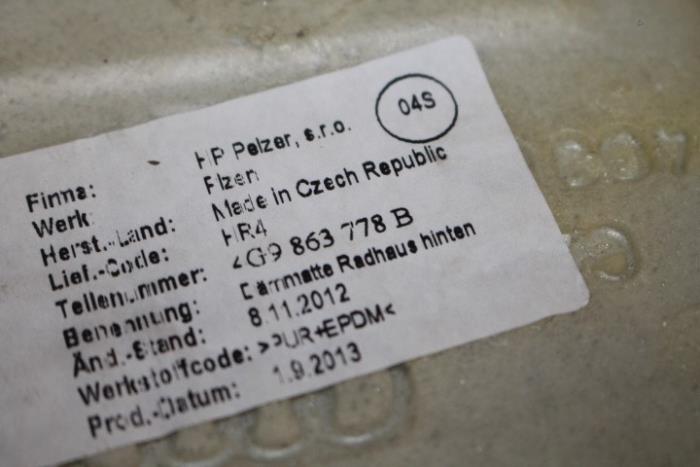 04S
Firma: HP Pelzer, s.r.o.
Werk: Plzen
Herst.-Land: Made in Czech Republic
Lief.-Code: HR4
Teilenummer: 4G9 863 778 B
Benennung: Dämmatte Radhaus hinten
Änd.-Stand: 8.11.2012
Werkstoffcode: >PUR+EPDM<
Prod.-Datum: 1.9.2013